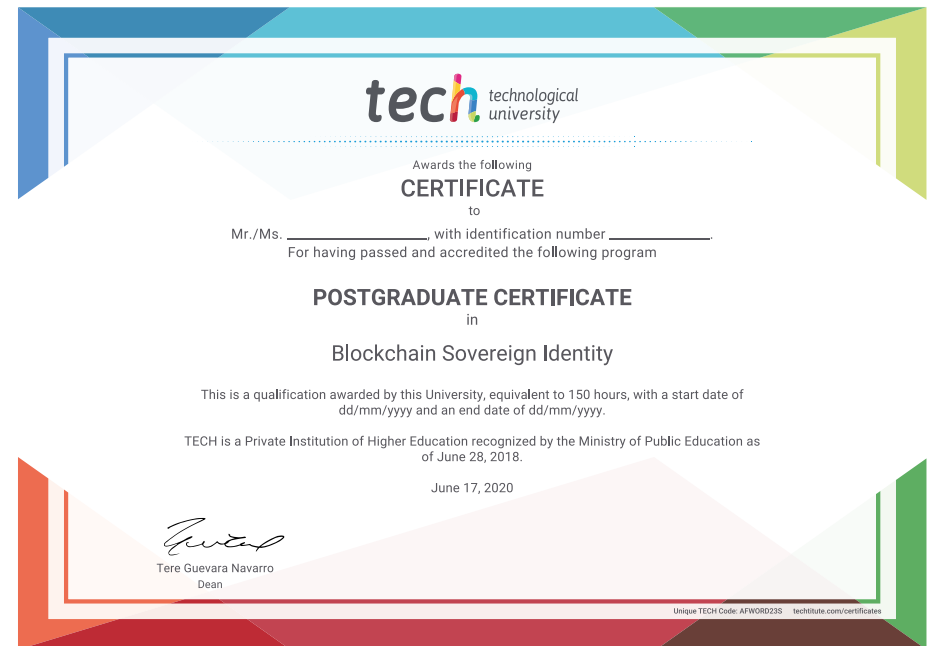 tech technological
university
Awards the following
CERTIFICATE
to
Mr./Ms. ____________________, with identification number ______________.
For having passed and accredited the following program
POSTGRADUATE CERTIFICATE
in
Blockchain Sovereign Identity
This is a qualification awarded by this University, equivalent to 150 hours, with a start date of
dd/mm/yyyy and an end date of dd/mm/yyyy.
TECH is a Private Institution of Higher Education recognized by the Ministry of Public Education as
of June 28, 2018.
June 17, 2020
Tere Guevara Navarro
Dean
Unique TECH Code: AFWORD23S techtitute.com/certificates